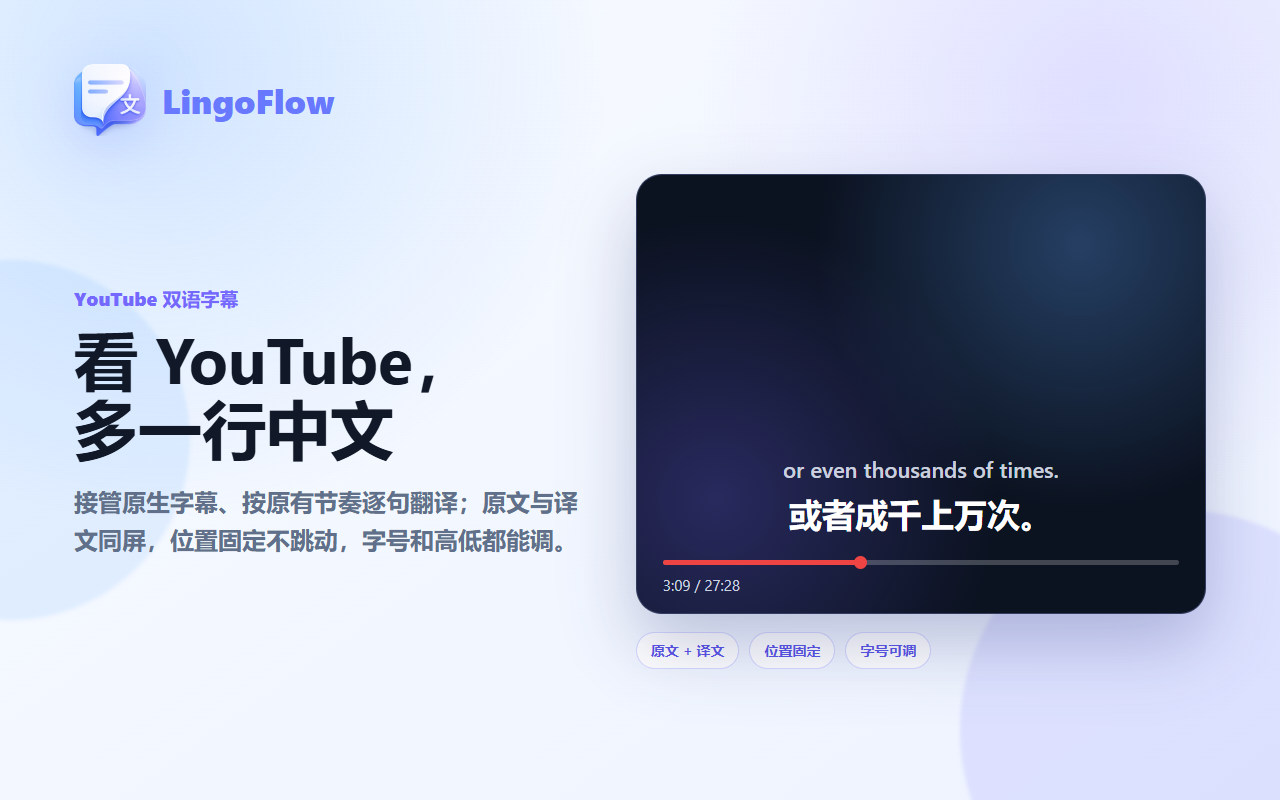 文
LingoFlow
YouTube 双语字幕
看 YouTube，
多一行中文
接管原生字幕、按原有节奏逐句翻译；原文与译
文同屏，位置固定不跳动，字号和高低都能调。
or even thousands of times.
或者成千上万次。
3:09 / 27:28
原文 + 译文
位置固定
字号可调